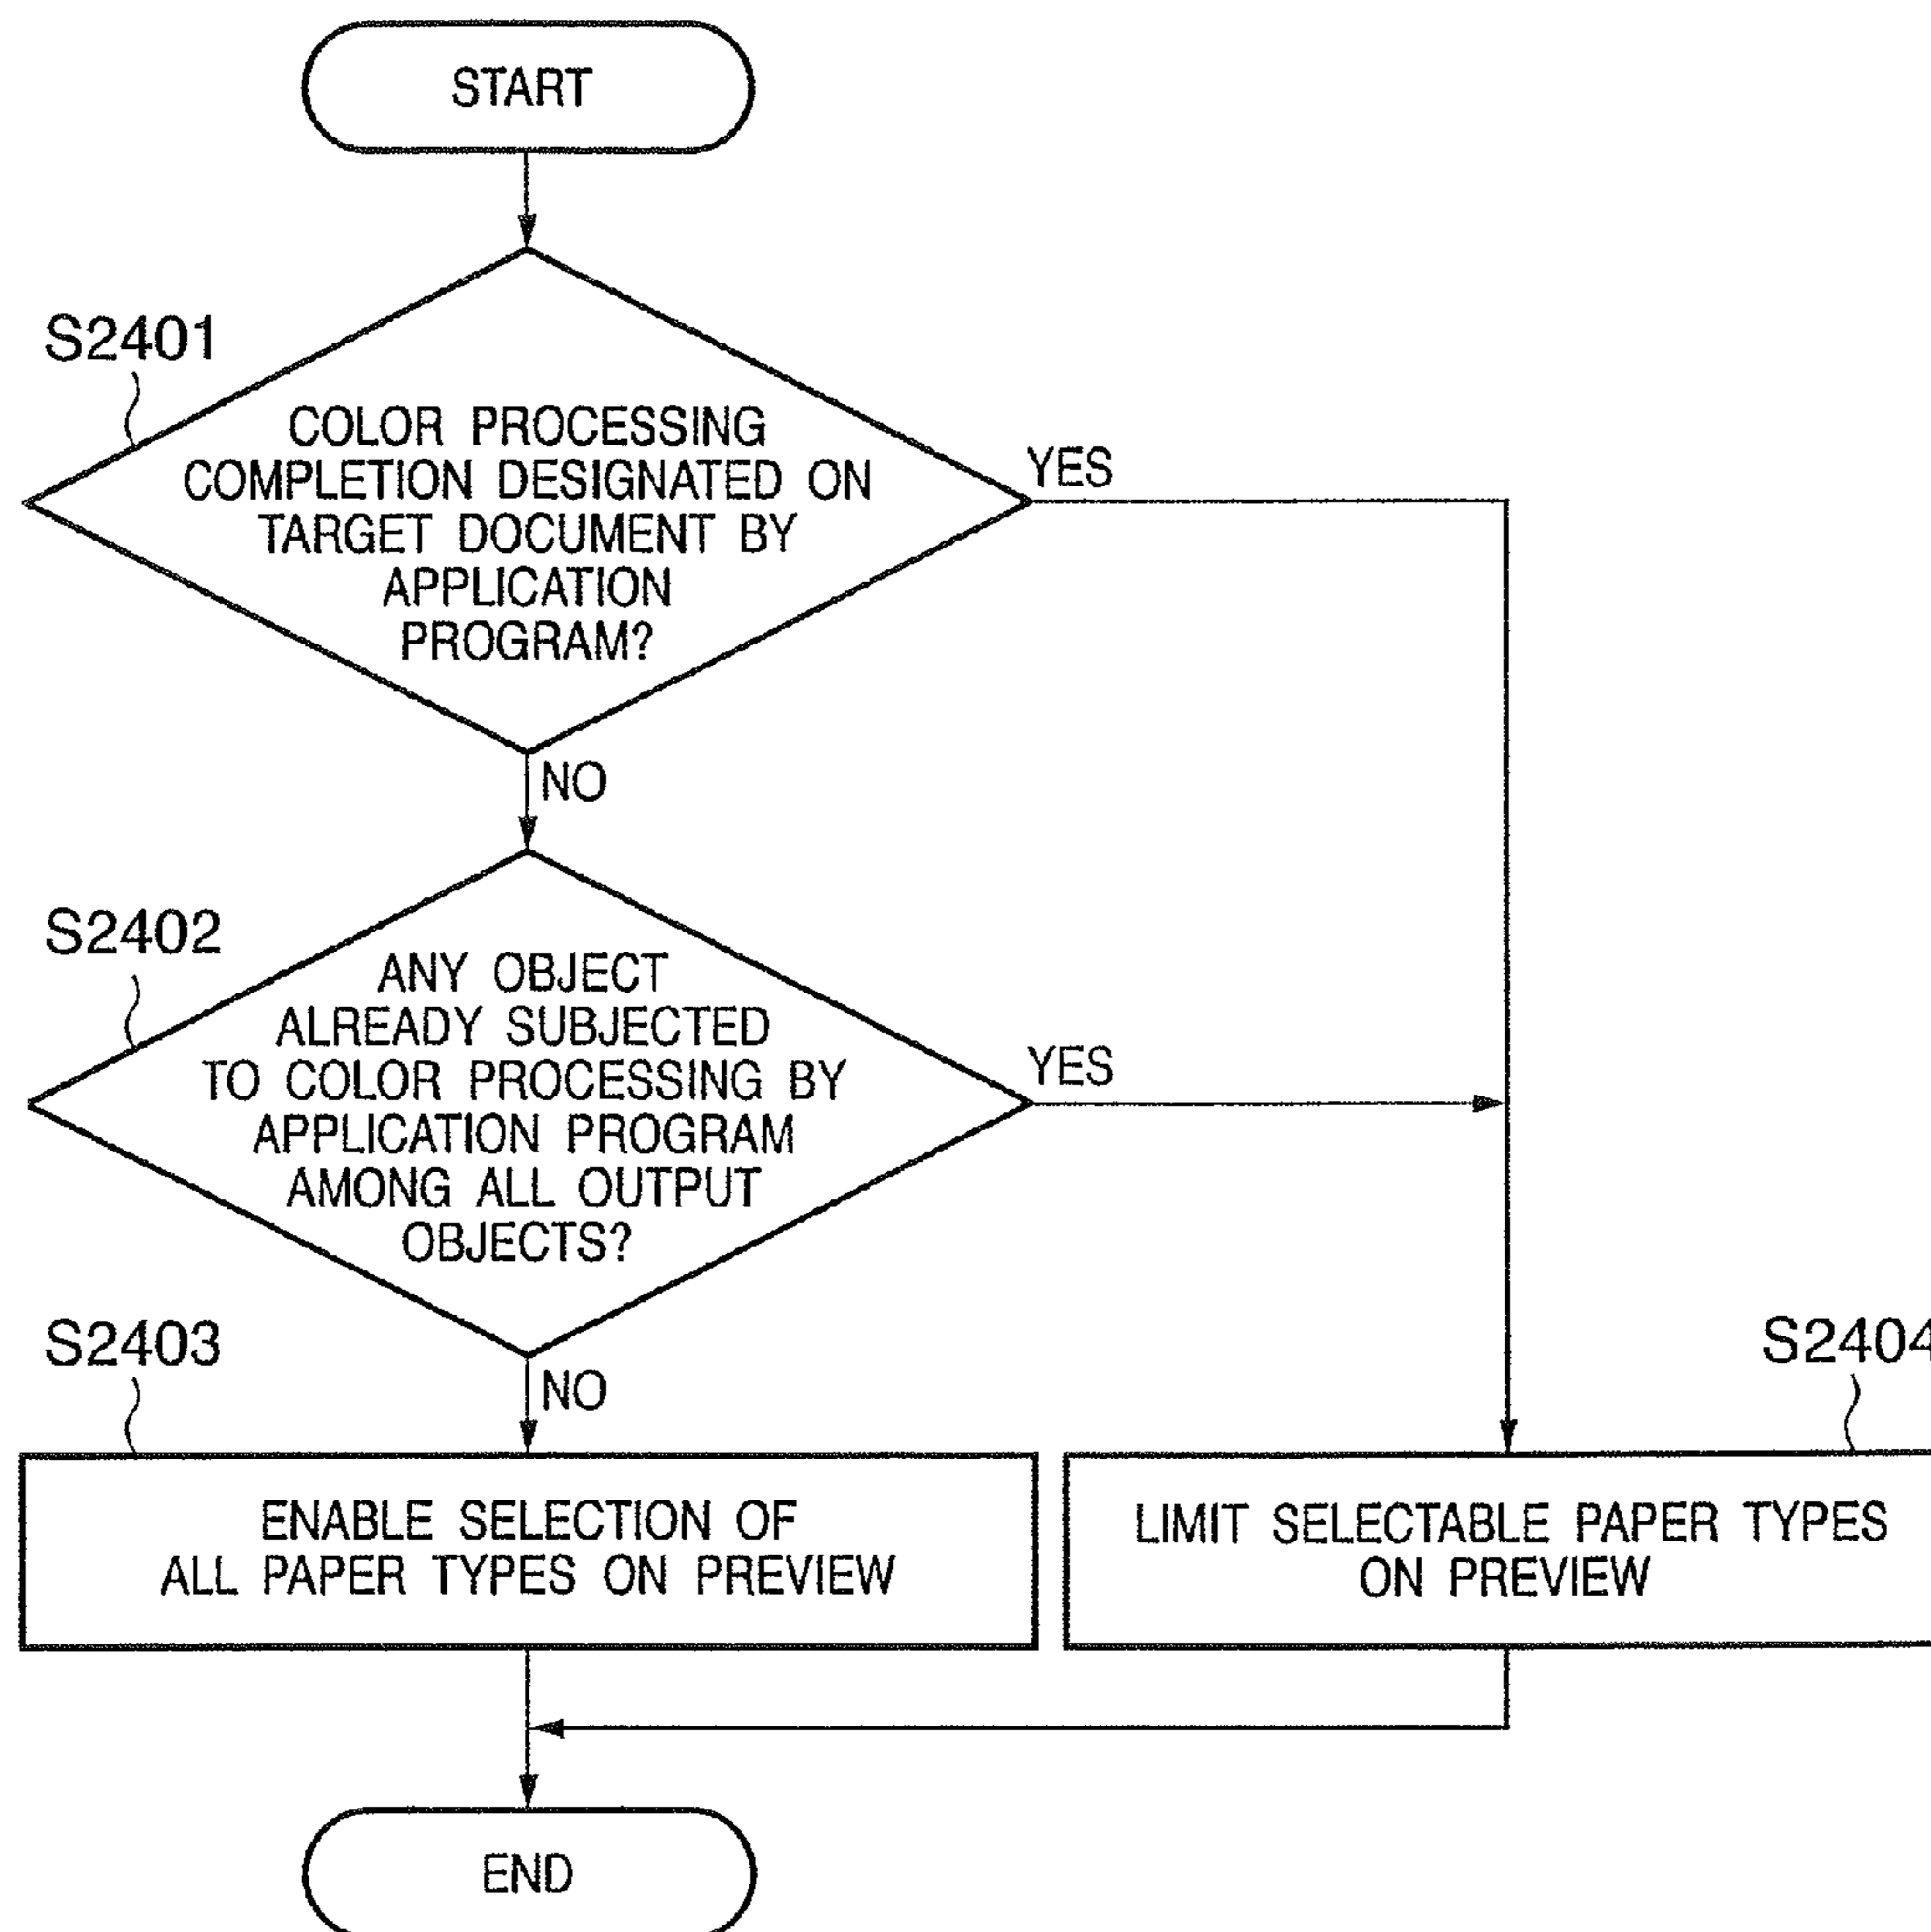 START
S2401
COLOR PROCESSING
COMPLETION DESIGNATED ON
TARGET DOCUMENT BY
APPLICATION
PROGRAM?
YES
NO
S2402
ANY OBJECT
ALREADY SUBJECTED
TO COLOR PROCESSING BY
APPLICATION PROGRAM
AMONG ALL OUTPUT
OBJECTS?
YES
NO
S2403
ENABLE SELECTION OF
ALL PAPER TYPES ON PREVIEW
S2404
LIMIT SELECTABLE PAPER TYPES
ON PREVIEW
END